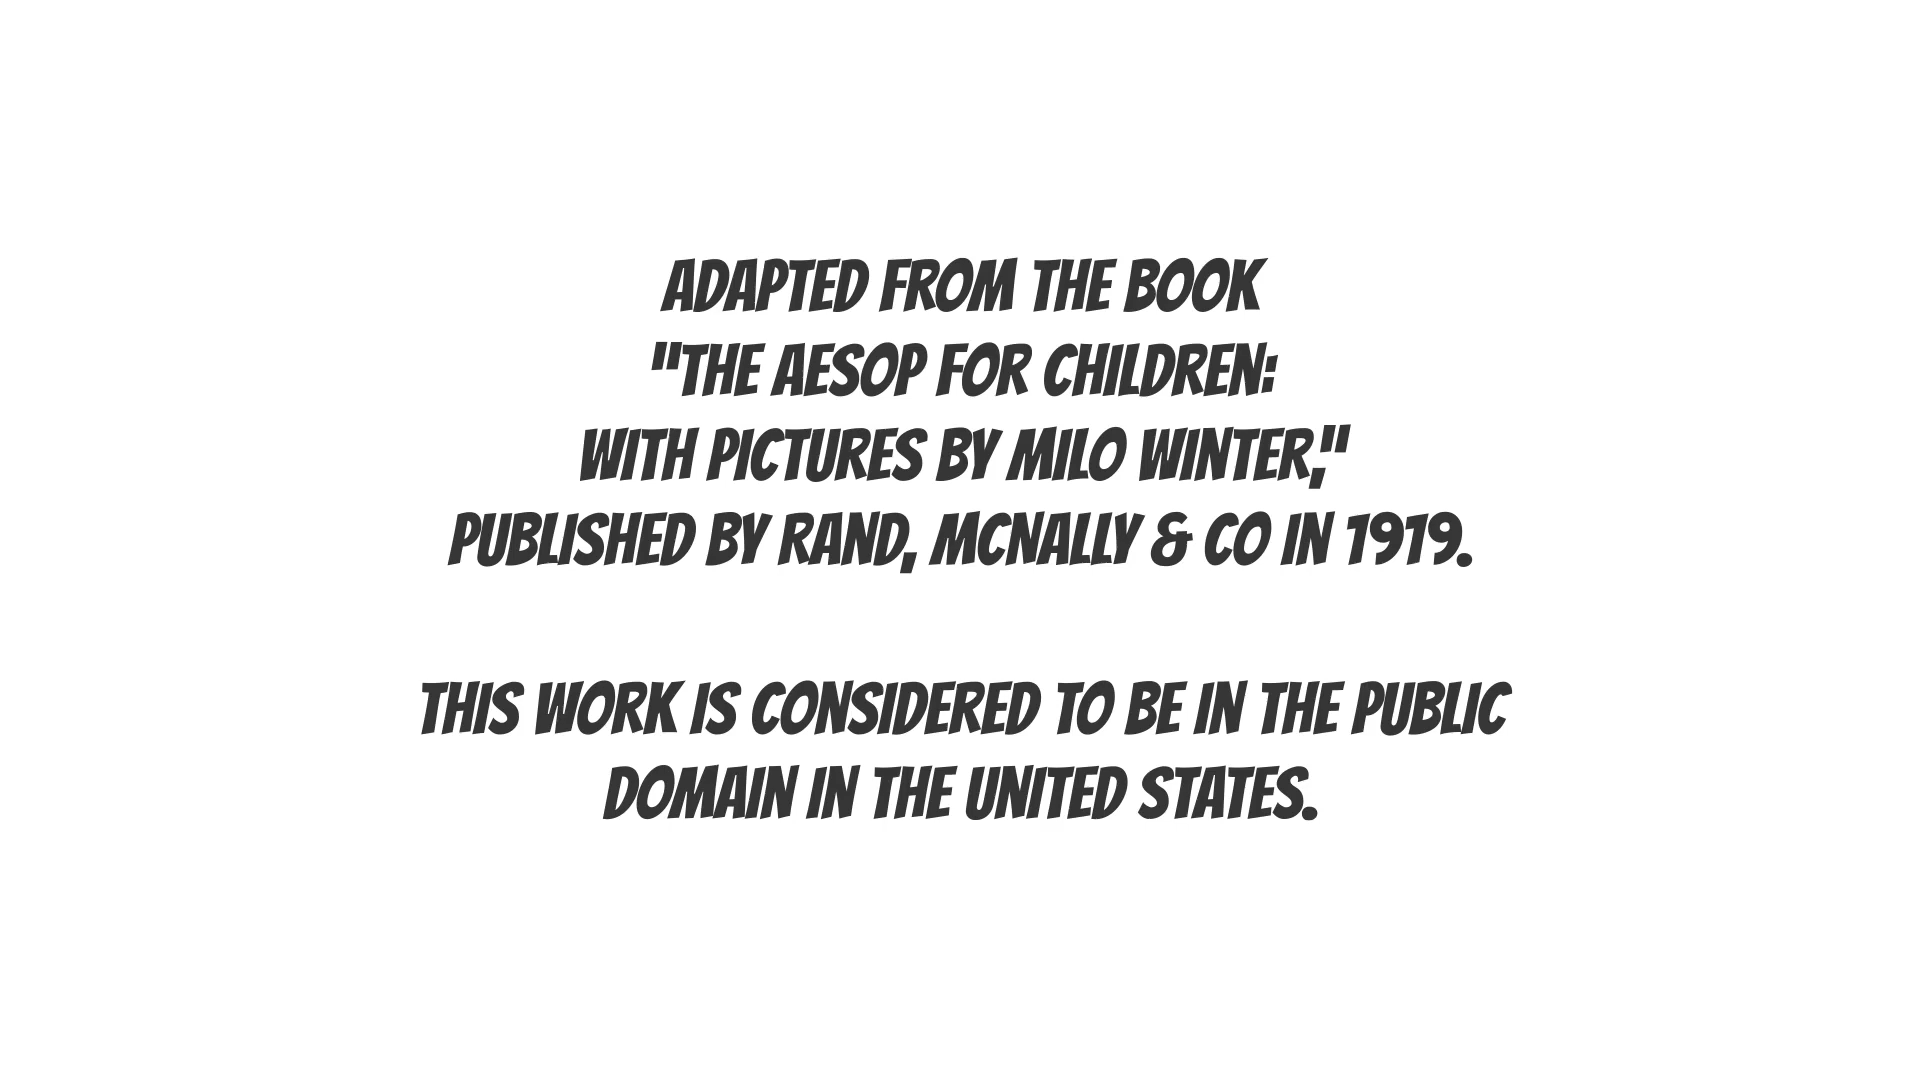 ADAPTED FROM THE BOOK
"THE AESOP FOR CHILDREN:
WITH PICTURES BY MILO WINTER,"
PUBLISHED BY RAND, MCNALLY & CO IN 1919.
THIS WORK IS CONSIDERED TO BE IN THE PUBLIC
DOMAIN IN THE UNITED STATES.